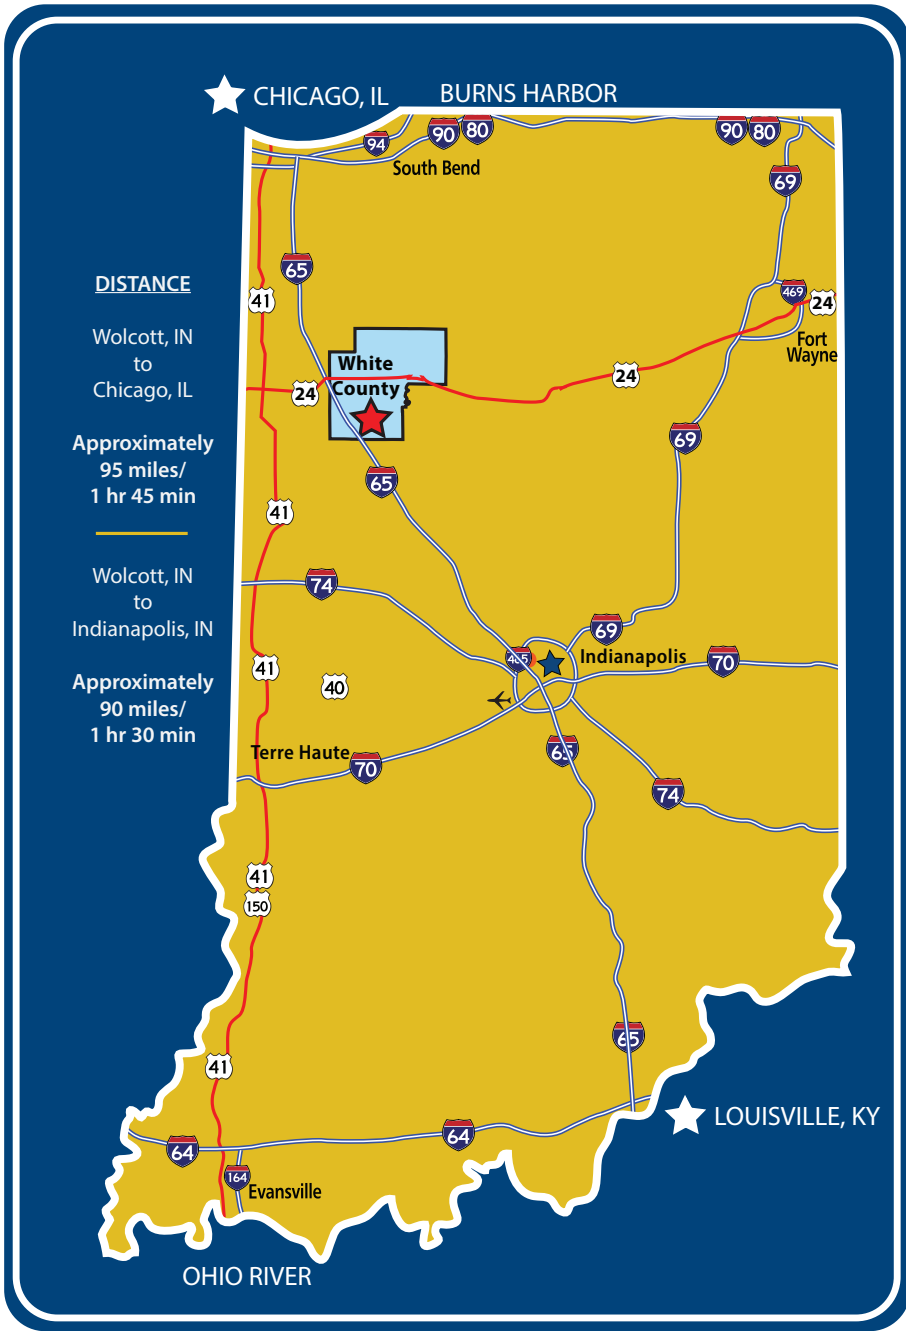 CHICAGO, IL
BURNS HARBOR
94
90
80
90
80
South Bend
69
65
DISTANCE
41
469
24
Wolcott, IN
to
Chicago, IL
Fort
Wayne
White
County
24
24
Approximately
95 miles/
1 hr 45 min
69
65
41
Wolcott, IN
to
Indianapolis, IN
74
69
465
Indianapolis
70
41
40
Approximately
90 miles/
1 hr 30 min
Terre Haute
70
65
74
41
150
65
41
LOUISVILLE, KY
64
64
164
Evansville
OHIO RIVER